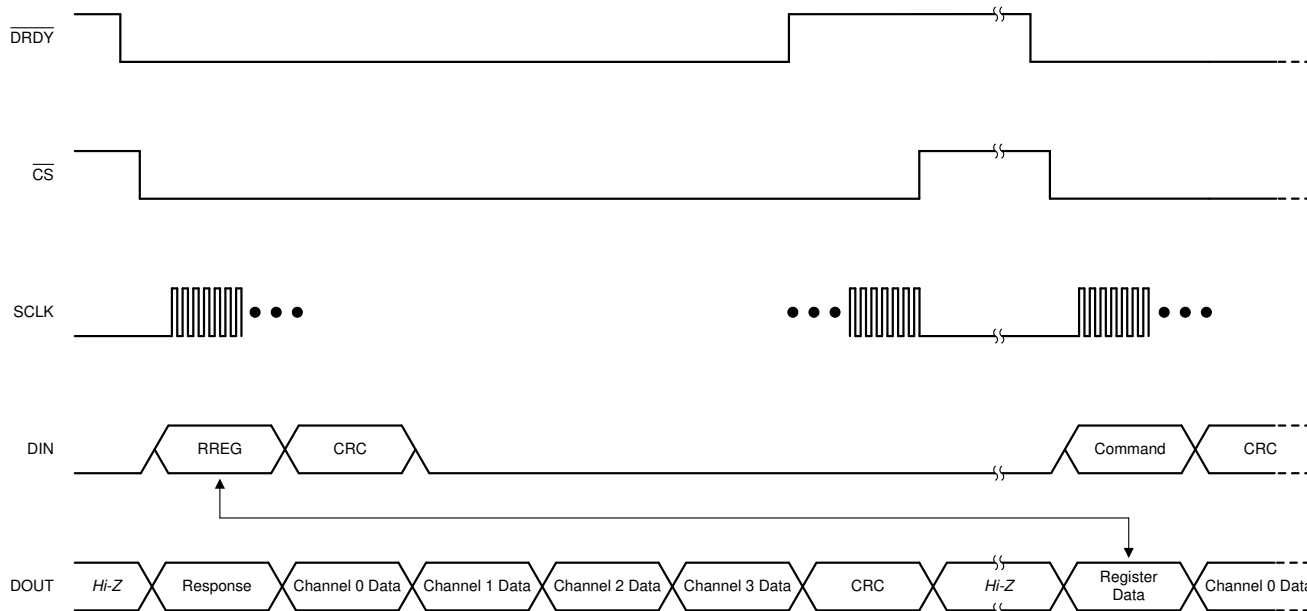 DRDY
CS
SCLK
DIN
RREG
CRC
Command
CRC
DOUT
Hi-Z
Response
Channel 0 Data
Channel 1 Data
Channel 2 Data
Channel 3 Data
CRC
Hi-Z
Register
Data
Channel 0 Data